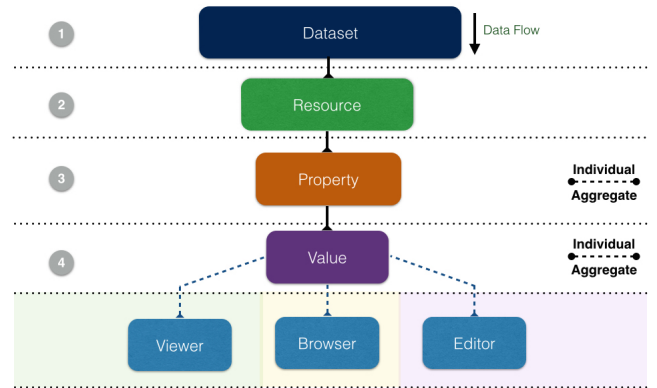 1
Dataset
Data Flow
2
Resource
3
Property
Individual
Aggregate
4
Value
Individual
Aggregate
Viewer
Browser
Editor